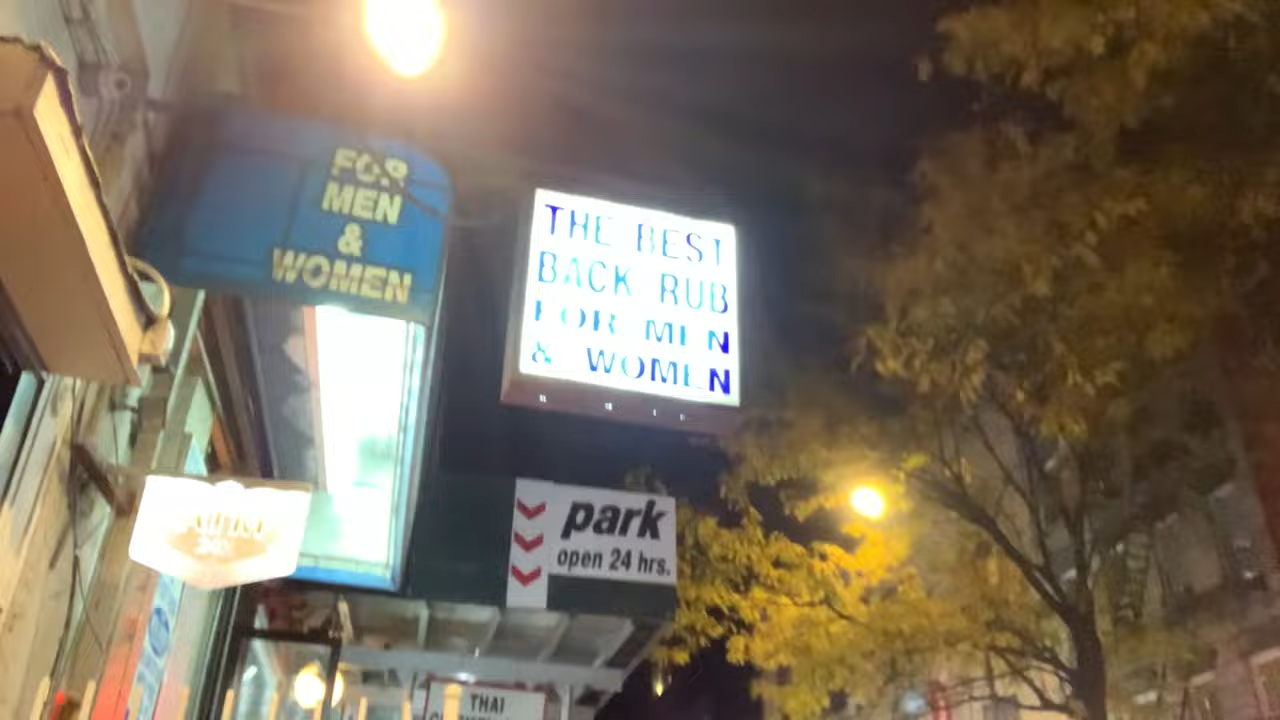 FOR
MEN
&
WOMEN
THE BEST
BACK RUB
FOR MEN
& WOMEN
park
open 24 hrs.
THAI